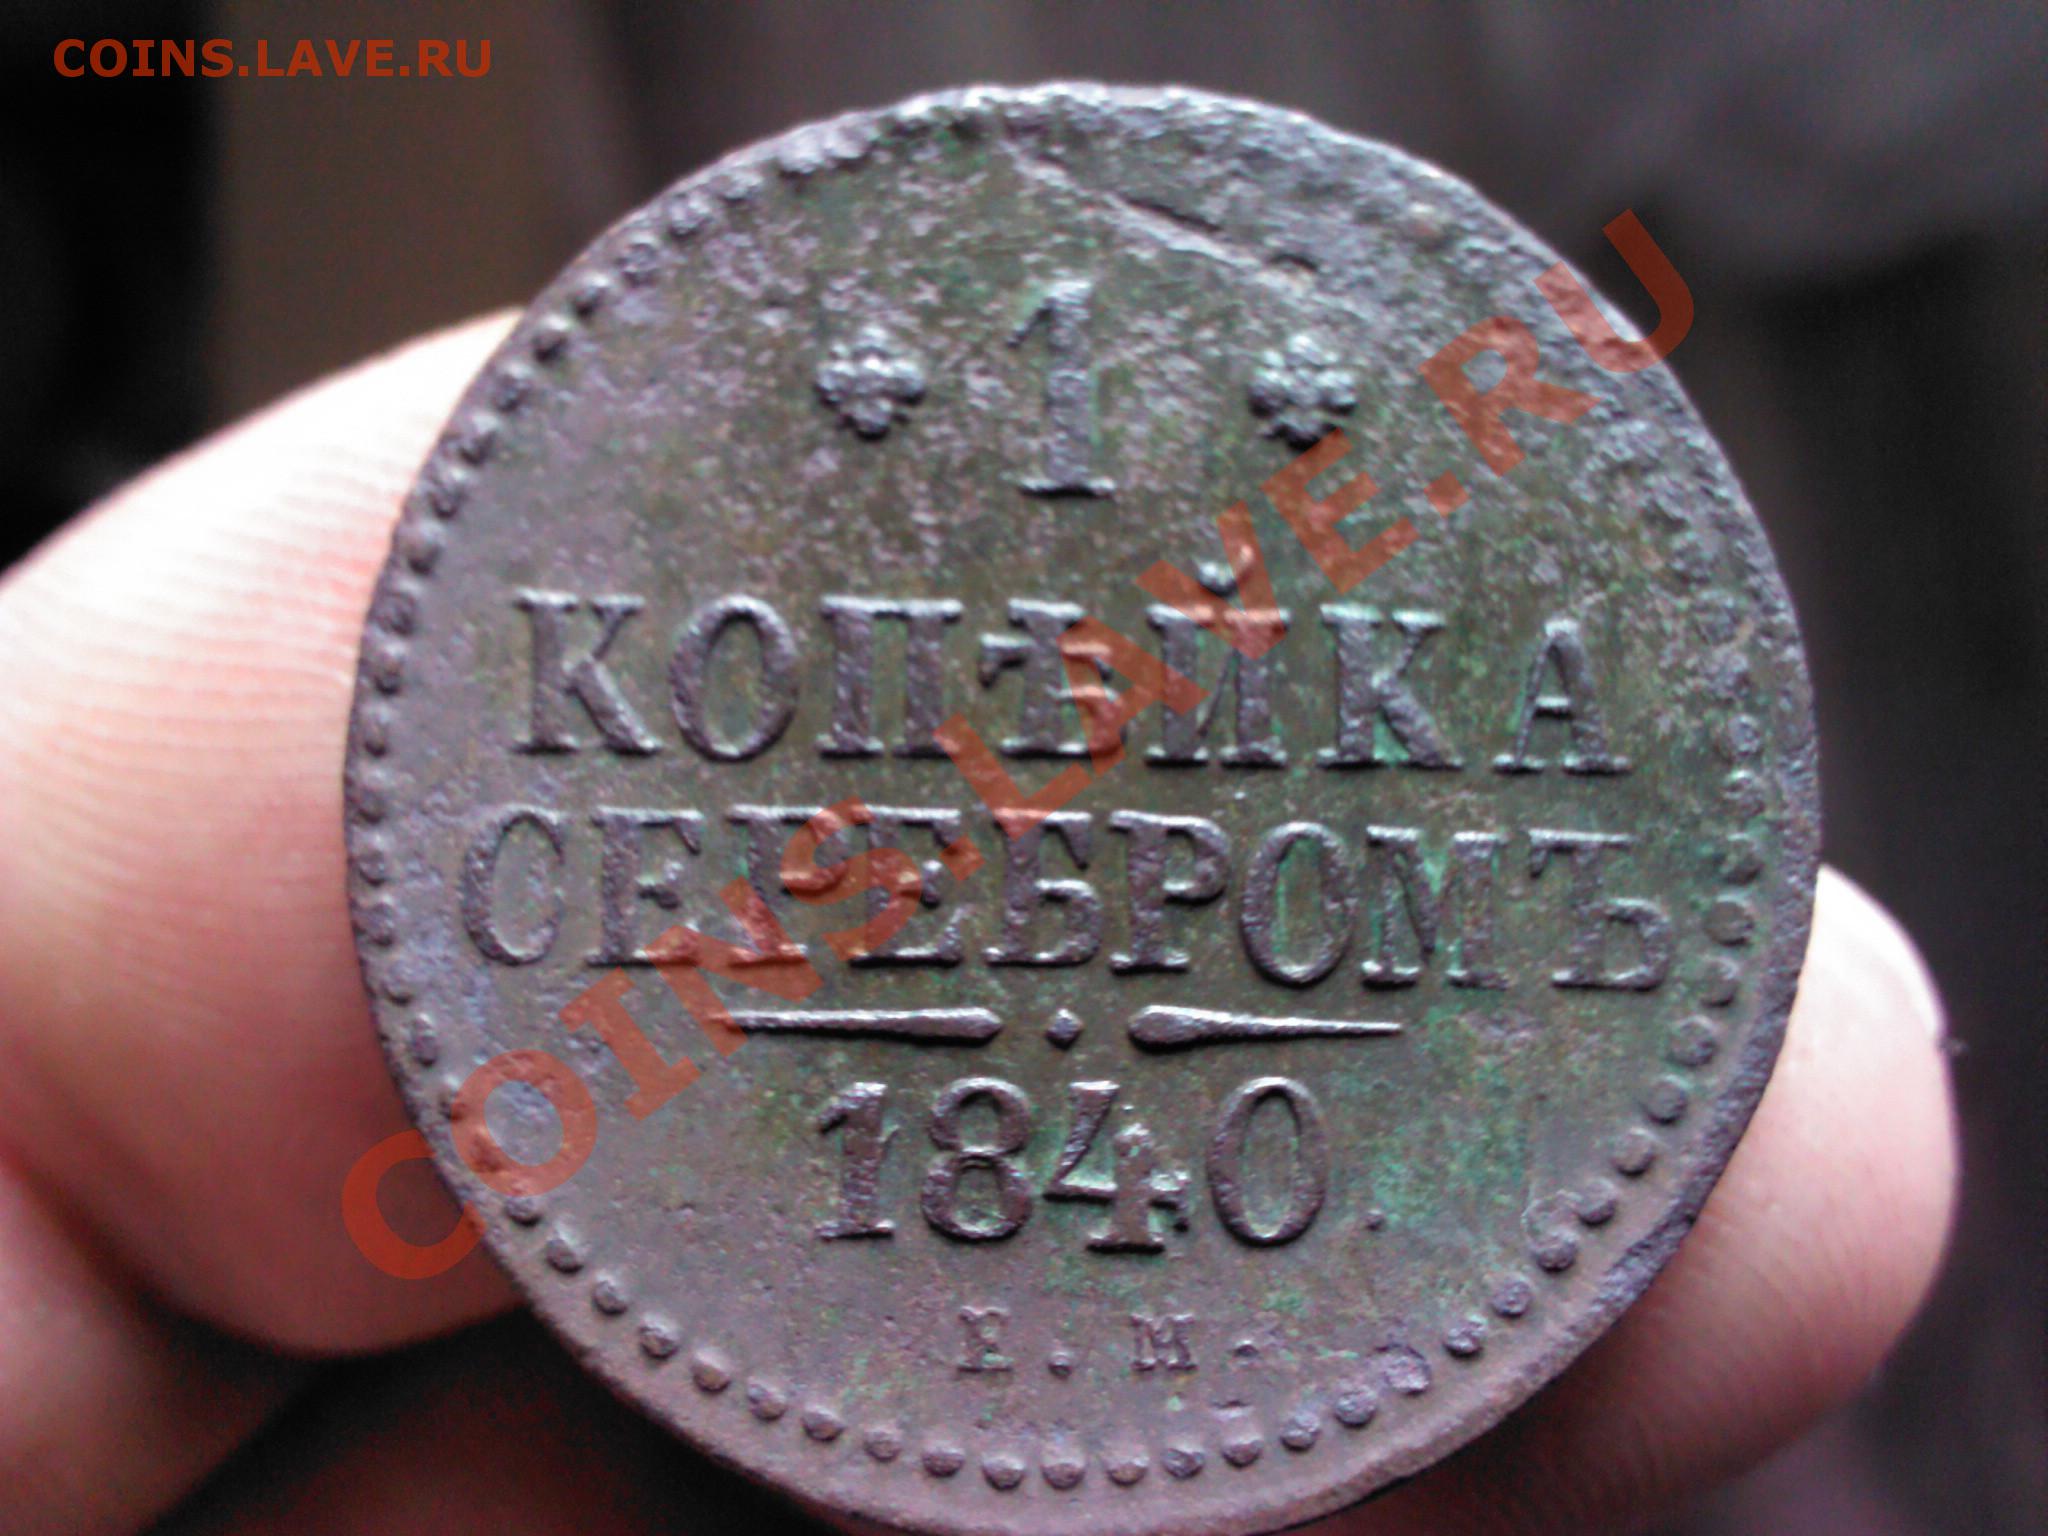 COINS.LAVE.RU
1
КОПѢЙКА
СЕРЕБРОМЪ
1840.
Е. М.
COINS.LAVE.RU